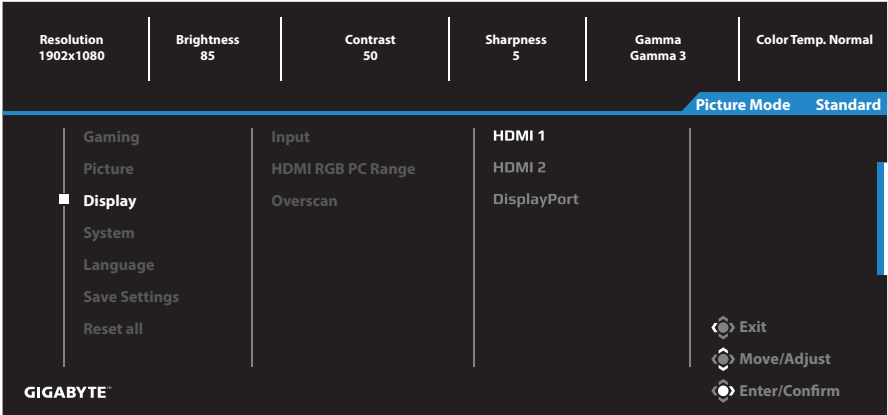 Resolution Brightness Contrast Sharpness Gamma Color Temp. Normal
1902x1080 85 50 5 Gamma 3
Picture Mode Standard
Gaming Input HDMI 1
Picture HDMI RGB PC Range HDMI 2
Display Overscan DisplayPort
System
Language
Save Settings
Reset all
Exit
Move/Adjust
Enter/Confirm
GIGABYTE™